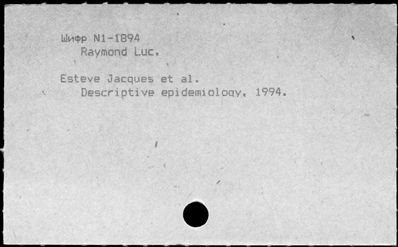 Шифр N1-1894
Raymond Luc.
Esteve Jacques et al.
Descriptive epidemiology, 1994.